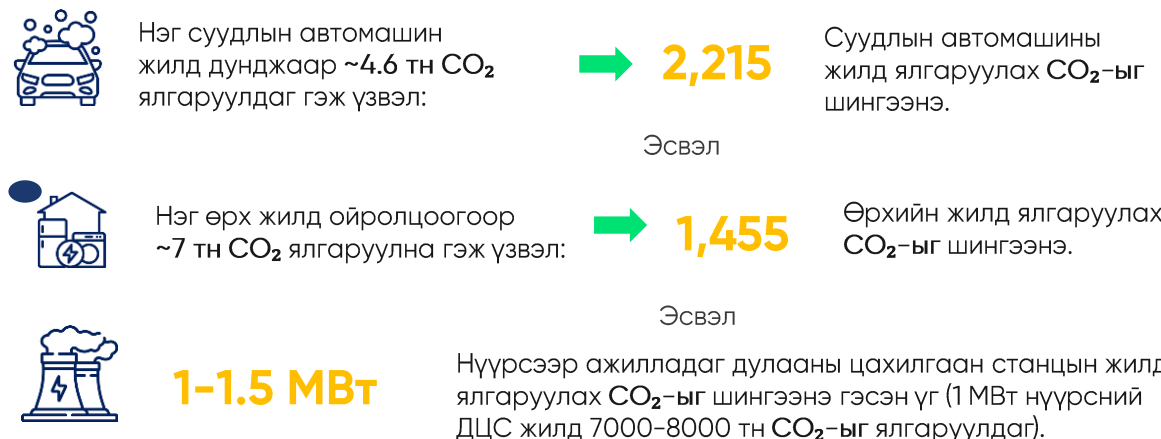 Нэг суудлын автомашин
жилд дунджаар ~4.6 тн CO₂
ялгаруулдаг гэж үзвэл:
2,215
Суудлын автомашины
жилд ялгаруулах CO₂-ыг
шингээнэ.
Эсвэл
Нэг өрх жилд ойролцоогоор
~7 тн CO₂ ялгаруулна гэж үзвэл:
1,455
Өрхийн жилд ялгаруулах
CO₂-ыг шингээнэ.
Эсвэл
1-1.5 МВт
Нүүрсээр ажилладаг дулааны цахилгаан станцын жилд
ялгаруулах CO₂-ыг шингээнэ гэсэн үг (1 МВт нүүрсний
ДЦС жилд 7000-8000 тн CO₂-ыг ялгаруулдаг).